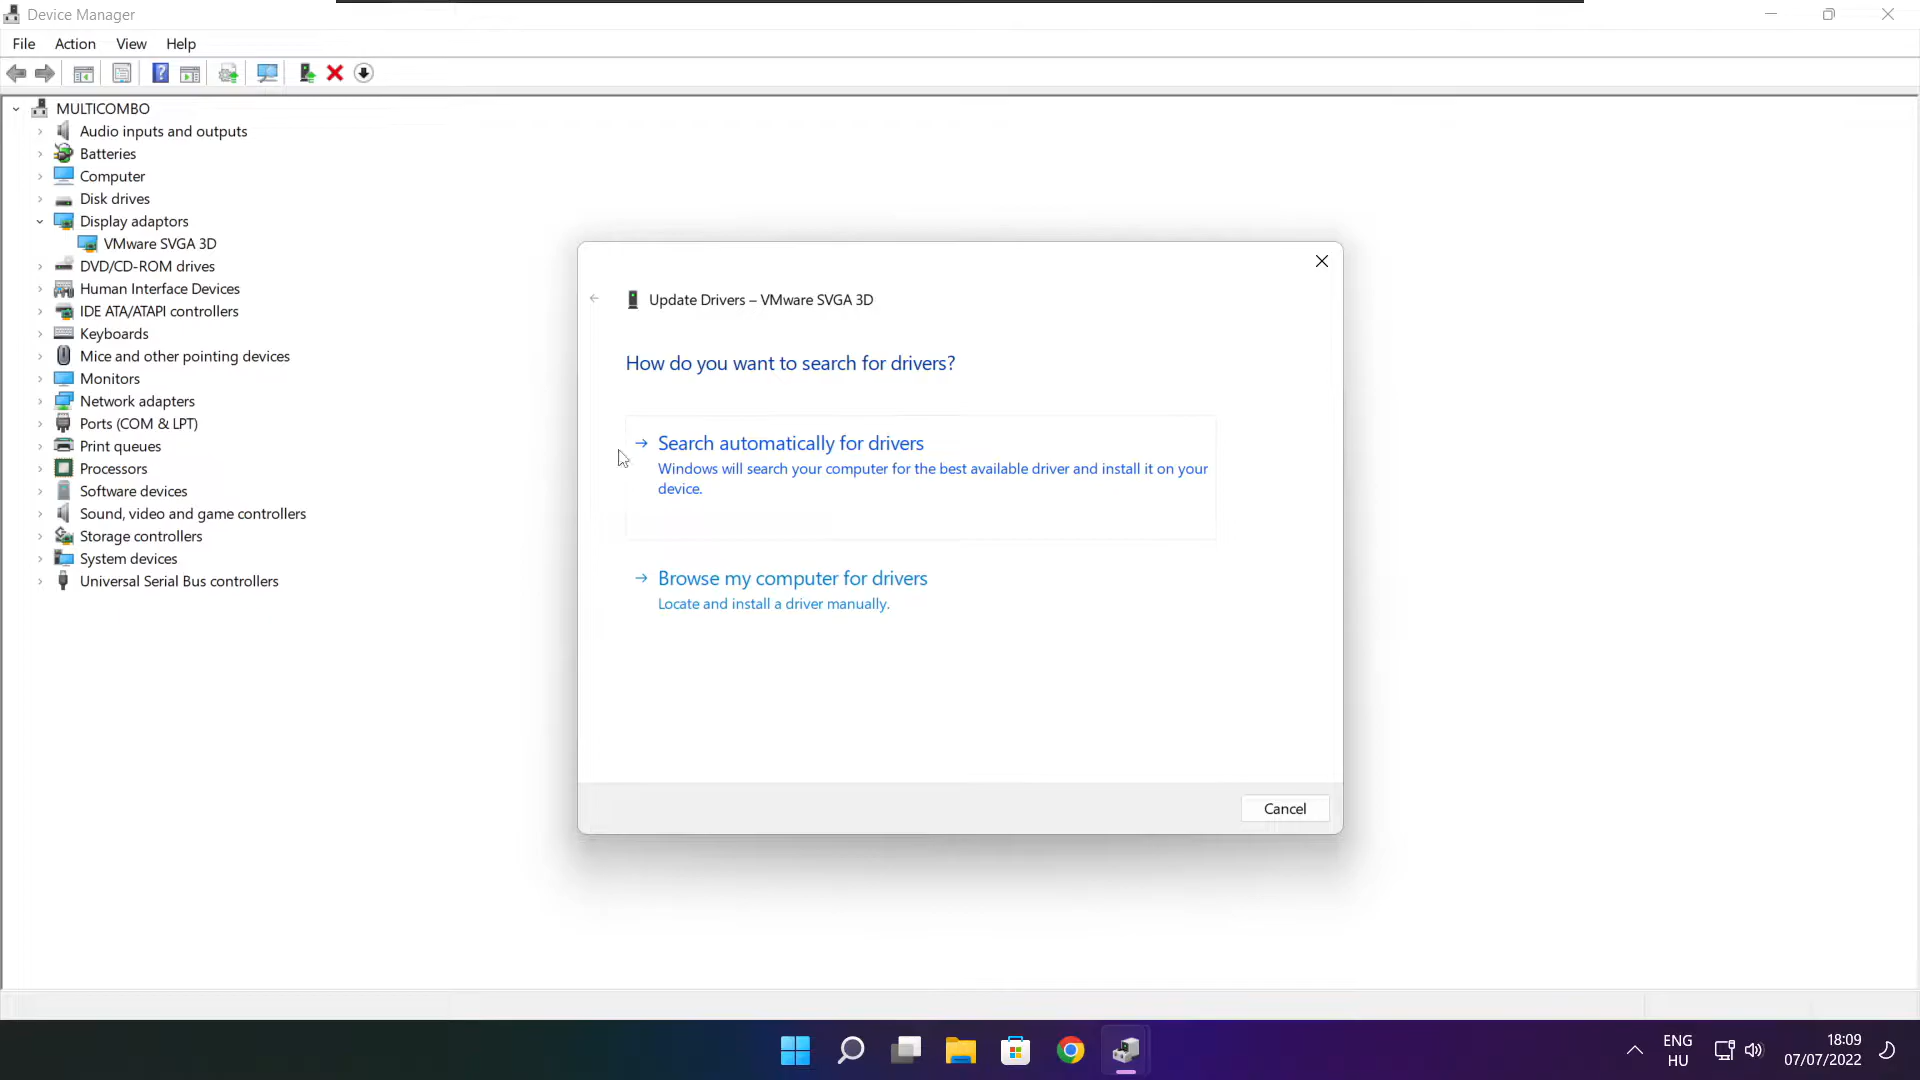 Device Manager
File Action View Help
MULTICOMBO
Audio inputs and outputs
Batteries
Computer
Disk drives
Display adaptors
VMware SVGA 3D
DVD/CD-ROM drives
Human Interface Devices
IDE ATA/ATAPI controllers
Keyboards
Mice and other pointing devices
Monitors
Network adapters
Ports (COM & LPT)
Print queues
Processors
Software devices
Sound, video and game controllers
Storage controllers
System devices
Universal Serial Bus controllers
Update Drivers – VMware SVGA 3D
How do you want to search for drivers?
Search automatically for drivers
Windows will search your computer for the best available driver and install it on your
device.
Browse my computer for drivers
Locate and install a driver manually.
Cancel
ENG
HU
18:09
07/07/2022